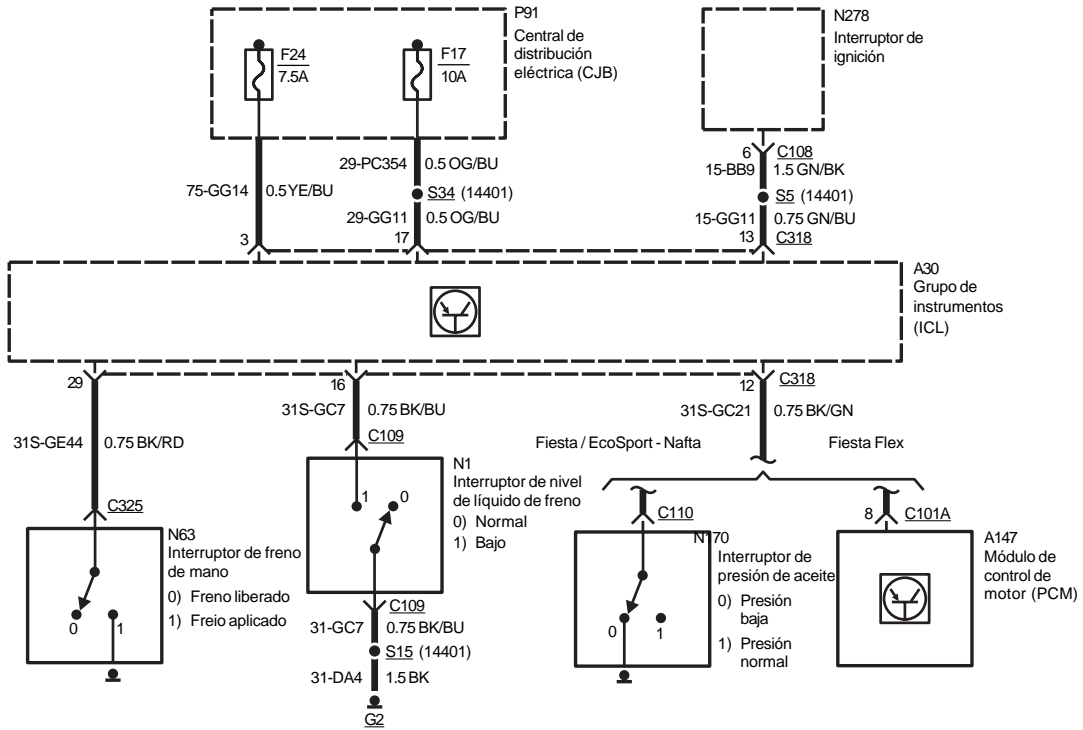 P91
Central de
distribución
eléctrica (CJB)
F24
7.5A
F17
10A
N278
Interruptor de
ignición
6 C108
15-BB9 1.5 GN/BK
S5 (14401)
15-GG11 0.75 GN/BU
13 C318
29-PC354 0.5 OG/BU
S34 (14401)
29-GG11 0.5 OG/BU
17
75-GG14 0.5 YE/BU
3
A30
Grupo de
instrumentos
(ICL)
29
16
12 C318
31S-GE44 0.75 BK/RD
31S-GC7 0.75 BK/BU
31S-GC21 0.75 BK/GN
C109
Fiesta / EcoSport - Nafta
Fiesta Flex
C325
N63
Interruptor de freno
de mano
0) Freno liberado
1) Freio aplicado
0 1
N1
Interruptor de nivel
de líquido de freno
0) Normal
1) Bajo
1 0
C109
31-GC7 0.75 BK/BU
S15 (14401)
31-DA4 1.5 BK
G2
C110
N170
Interruptor de
presión de aceite
0) Presión
baja
1) Presión
normal
0 1
8 C101A
A147
Módulo de
control de
motor (PCM)